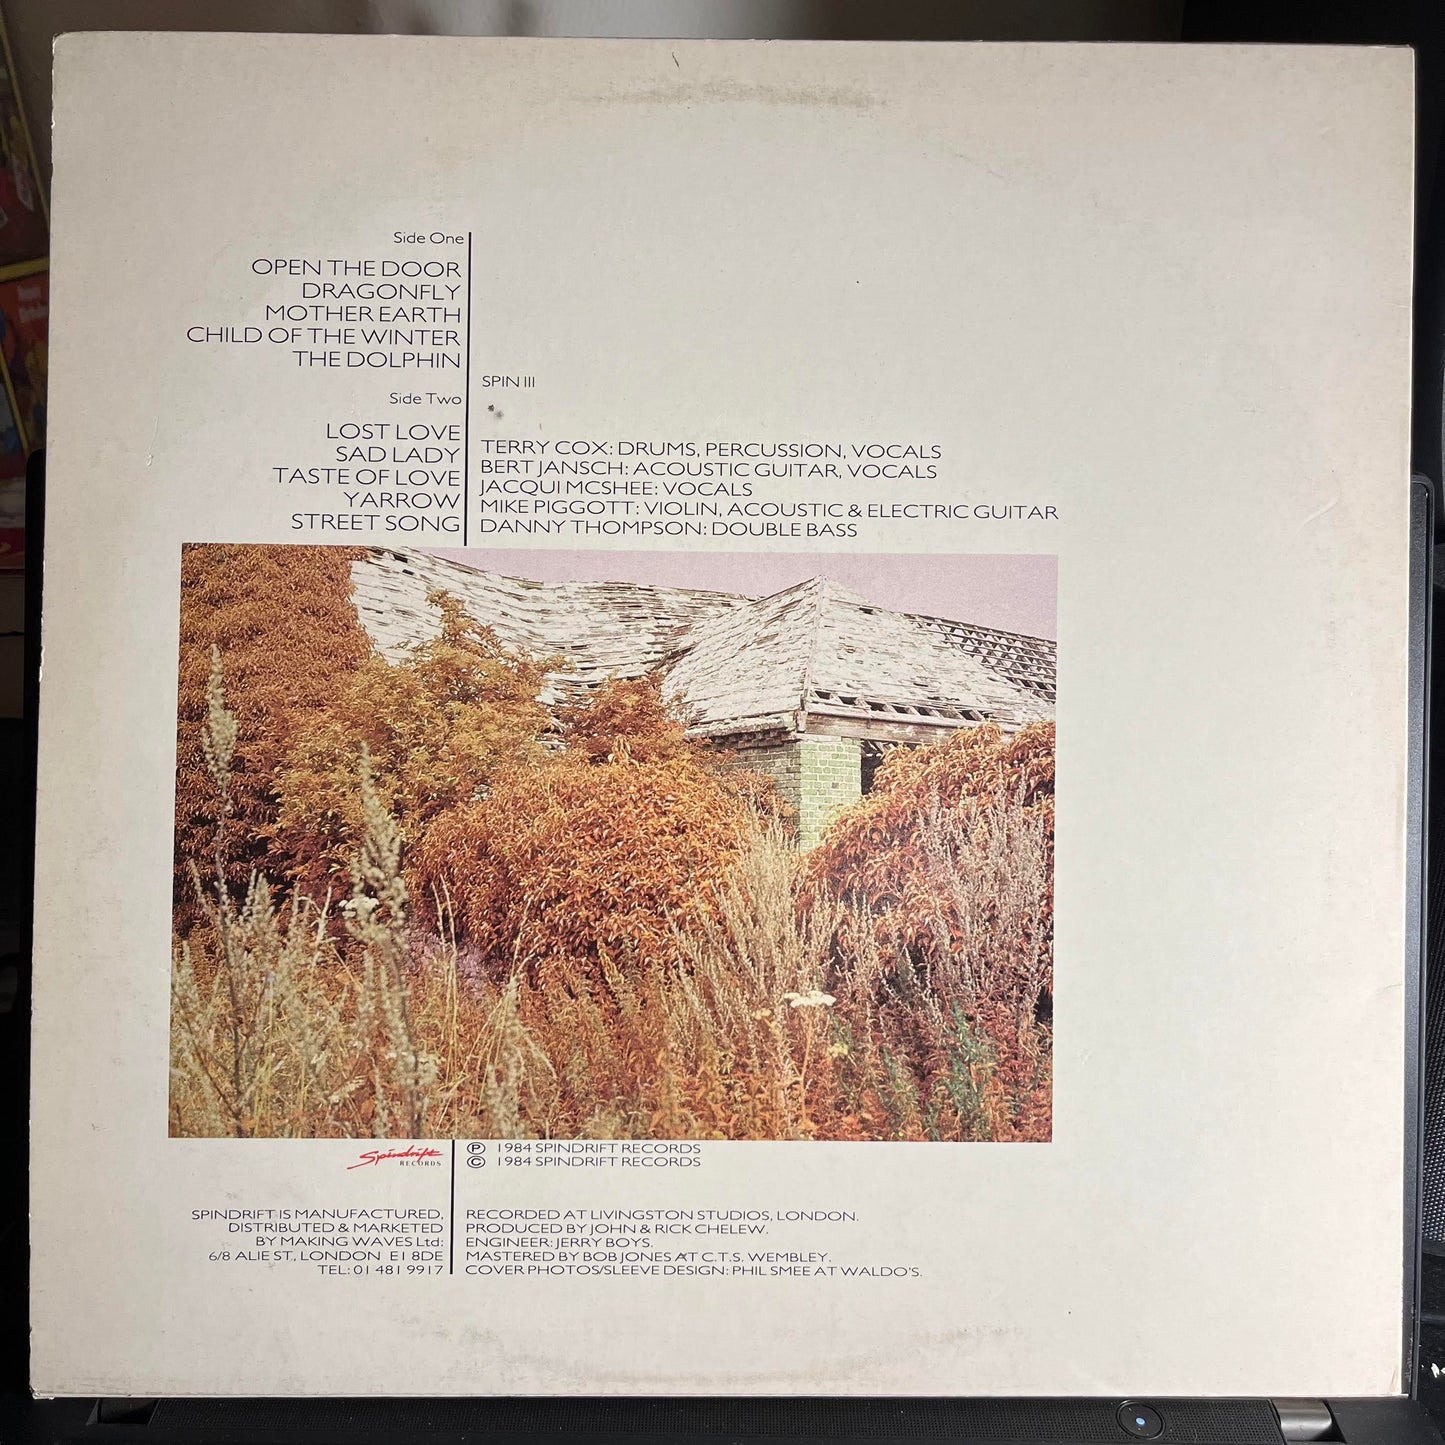 Side One
OPEN THE DOOR
DRAGONFLY
MOTHER EARTH
CHILD OF THE WINTER
THE DOLPHIN
SPIN III
Side Two
LOST LOVE
SAD LADY
TASTE OF LOVE
YARROW
STREET SONG
TERRY COX: DRUMS, PERCUSSION, VOCALS
BERT JANSCH: ACOUSTIC GUITAR, VOCALS
JACQUI MCSHEE: VOCALS
MIKE PIGGOTT: VIOLIN, ACOUSTIC & ELECTRIC GUITAR
DANNY THOMPSON: DOUBLE BASS
Spindrift
RECORDS
Ⓟ 1984 SPINDRIFT RECORDS
© 1984 SPINDRIFT RECORDS
SPINDRIFT IS MANUFACTURED,
DISTRIBUTED & MARKETED
BY MAKING WAVES Ltd:
6/8 ALIE ST, LONDON E1 8DE
TEL: 01 481 9917
RECORDED AT LIVINGSTON STUDIOS, LONDON.
PRODUCED BY JOHN & RICK CHELEW.
ENGINEER: JERRY BOYS.
MASTERED BY BOB JONES AT C.T.S. WEMBLEY.
COVER PHOTOS/SLEEVE DESIGN: PHIL SMEE AT WALDO'S.